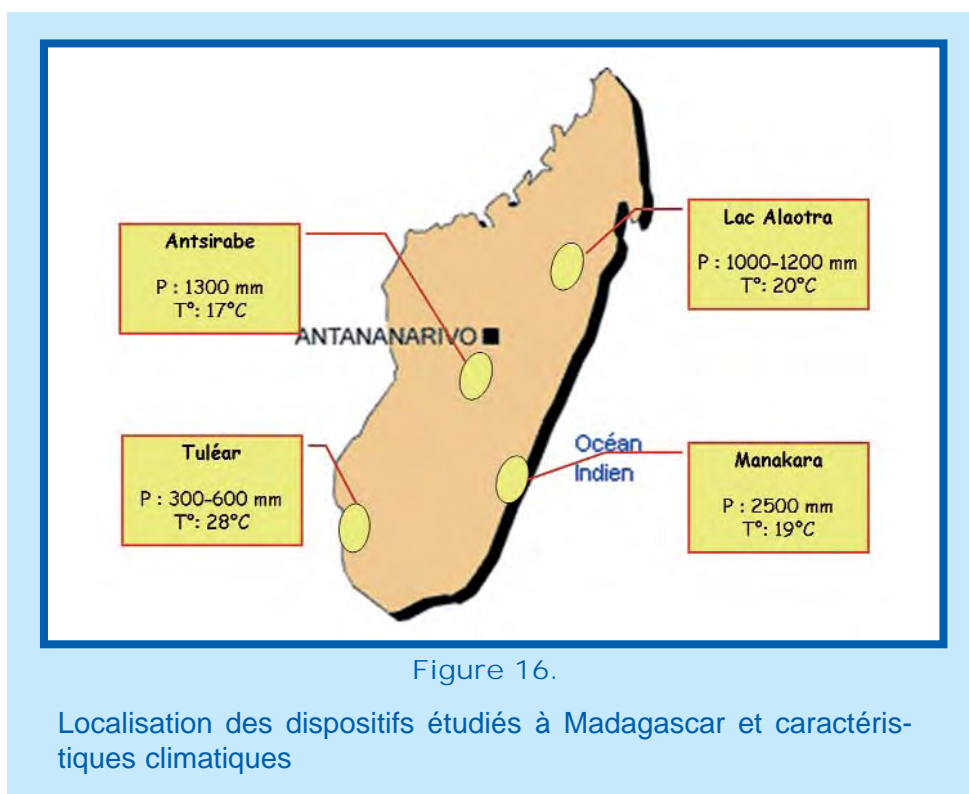 Lac Alaotra
P : 1000-1200 mm
T°: 20°C
Antsirabe
P : 1300 mm
T°: 17°C
ANTANANARIVO
Océan
Indien
Tuléar
P : 300-600 mm
T°: 28°C
Manakara
P : 2500 mm
T°: 19°C
Figure 16.
Localisation des dispositifs étudiés à Madagascar et caractéris-
tiques climatiques